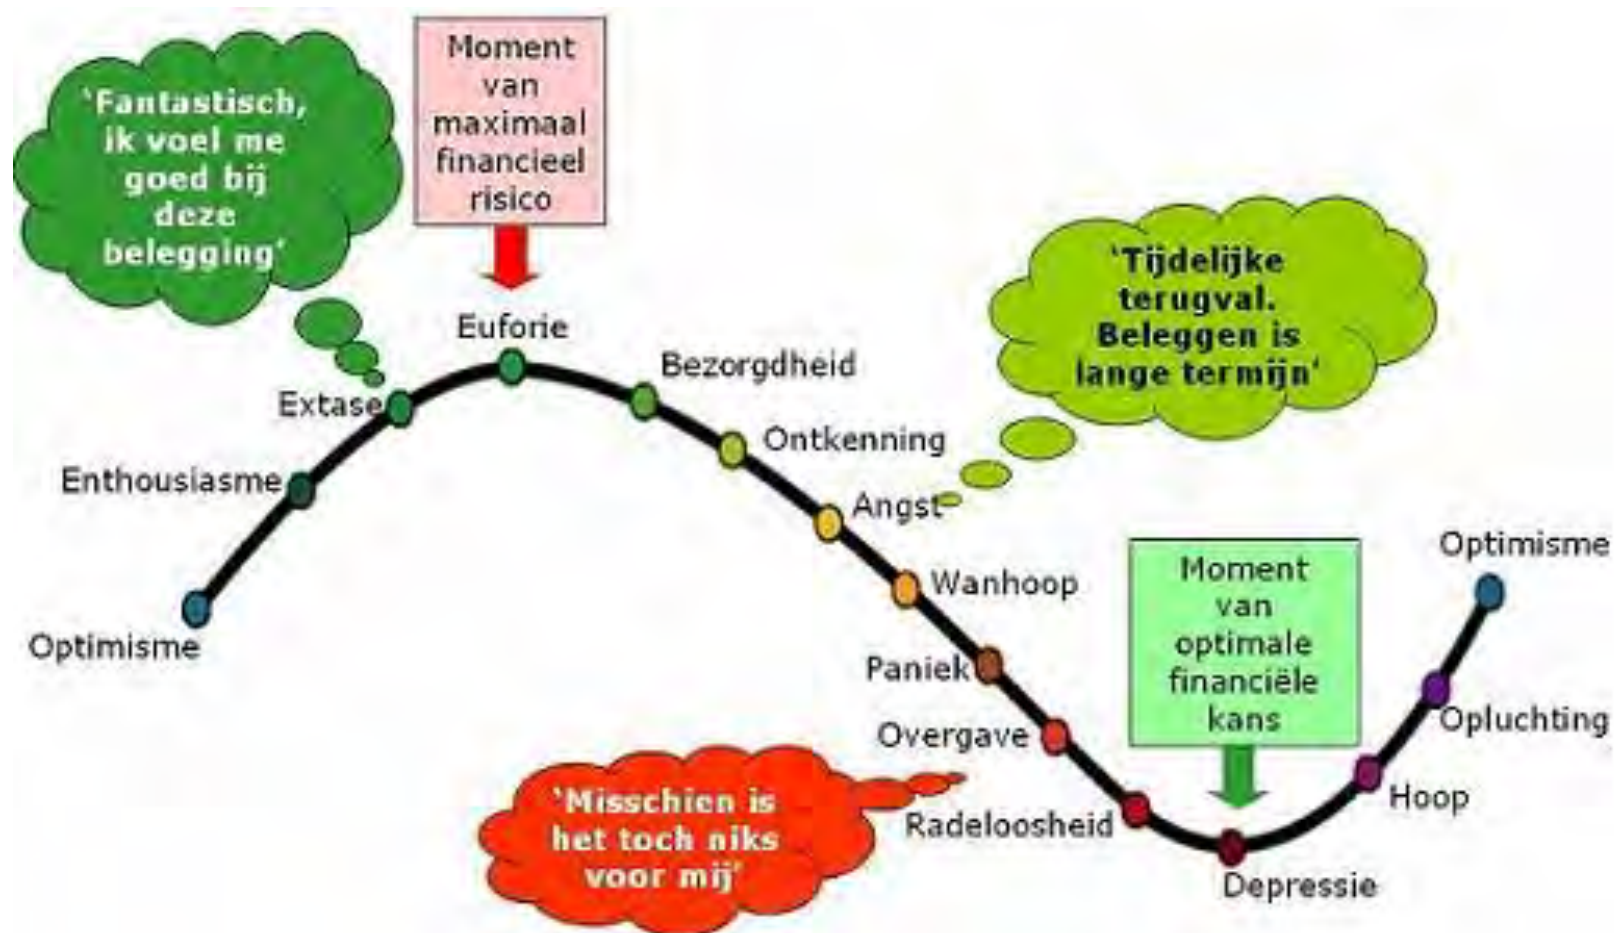 ‘Fantastisch,
ik voel me
goed bij
deze
belegging’
Moment
van
maximaal
financieel
risico
‘Tijdelijke
terugval.
Beleggen is
lange termijn’
Euforie
Bezorgdheid
Extase
Ontkenning
Enthousiasme
Angst
Optimisme
Wanhoop
Paniek
Overgave
Radeloosheid
Moment
van
optimale
financiële
kans
Optimisme
Opluchting
Hoop
Depressie
‘Misschien is
het toch niks
voor mij’